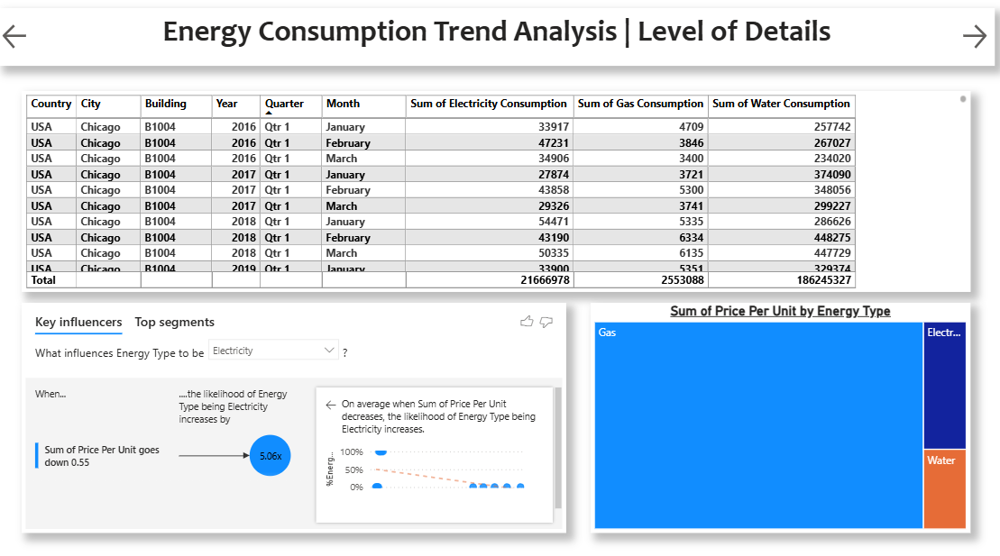 Energy Consumption Trend Analysis | Level of Details
Country City Building Year Quarter Month Sum of Electricity Consumption Sum of Gas Consumption Sum of Water Consumption
USA Chicago B1004 2016 Qtr 1 January 33917 4709 257742
USA Chicago B1004 2016 Qtr 1 February 47231 3846 267027
USA Chicago B1004 2016 Qtr 1 March 34906 3400 234020
USA Chicago B1004 2017 Qtr 1 January 27874 3721 374090
USA Chicago B1004 2017 Qtr 1 February 43858 5300 348056
USA Chicago B1004 2017 Qtr 1 March 29326 3741 299227
USA Chicago B1004 2018 Qtr 1 January 54471 5335 286626
USA Chicago B1004 2018 Qtr 1 February 43190 6334 448275
USA Chicago B1004 2018 Qtr 1 March 50335 6135 447729
USA Chicago B1004 2019 Qtr 1 January 33900 5351 329374
Total 21666978 2553088 186245327
Key influencers Top segments
What influences Energy Type to be Electricity ?
When...
....the likelihood of Energy
Type being Electricity
increases by
Sum of Price Per Unit goes
down 0.55
5.06x
On average when Sum of Price Per Unit
decreases, the likelihood of Energy Type being
Electricity increases.
%Energ...
100%
50%
0%
Sum of Price Per Unit by Energy Type
Gas
Electr...
Water